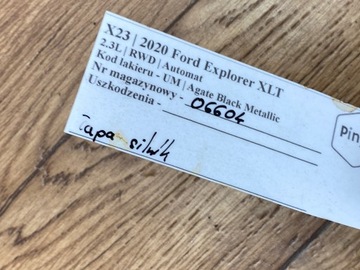 X23 | 2020 Ford Explorer XLT
2.3L | RWD | Automat
Kod lakieru - UM | Agate Black Metallic
Nr magazynowy - 06604
Uszkodzenia -
Łapa silnik
Pin